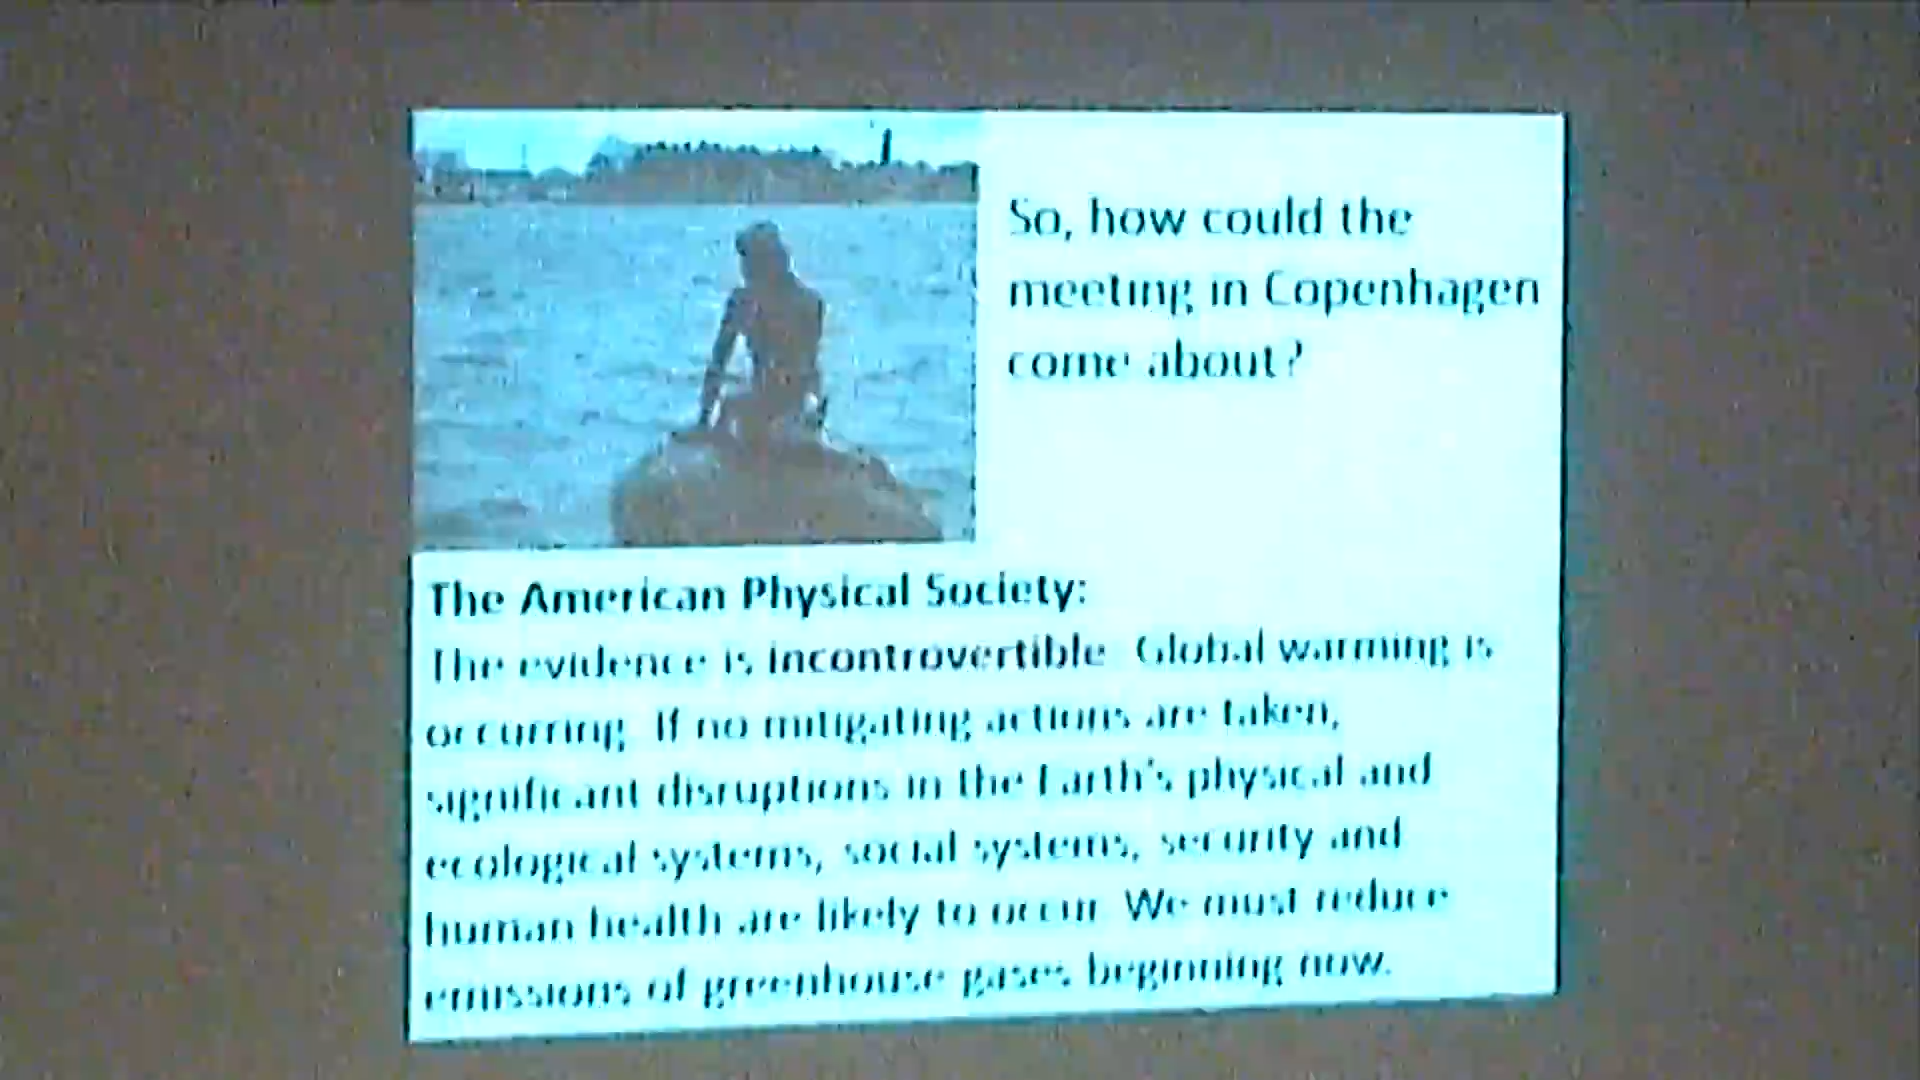 So, how could the
meeting in Copenhagen
come about?
The American Physical Society:
The evidence is incontrovertible. Global warming is
occurring. If no mitigating actions are taken,
significant disruptions in the Earth's physical and
ecological systems, social systems, security and
human health are likely to occur. We must reduce
emissions of greenhouse gases beginning now.